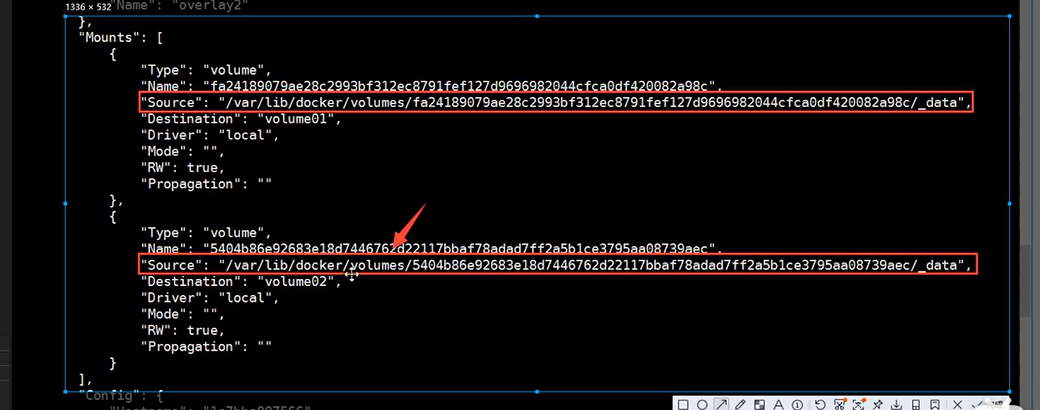 1336 × 532
"Name": "overlay2"
},
"Mounts": [
{
"Type": "volume",
"Name": "fa24189079ae28c2993bf312ec8791fef127d9696982044cfca0df420082a98c",
"Source": "/var/lib/docker/volumes/fa24189079ae28c2993bf312ec8791fef127d9696982044cfca0df420082a98c/_data",
"Destination": "volume01",
"Driver": "local",
"Mode": "",
"RW": true,
"Propagation": ""
},
{
"Type": "volume",
"Name": "5404b86e92683e18d7446762d22117bbaf78adad7ff2a5b1ce3795aa08739aec",
"Source": "/var/lib/docker/volumes/5404b86e92683e18d7446762d22117bbaf78adad7ff2a5b1ce3795aa08739aec/_data",
"Destination": "volume02",
"Driver": "local",
"Mode": "",
"RW": true,
"Propagation": ""
}
],
"Config": {